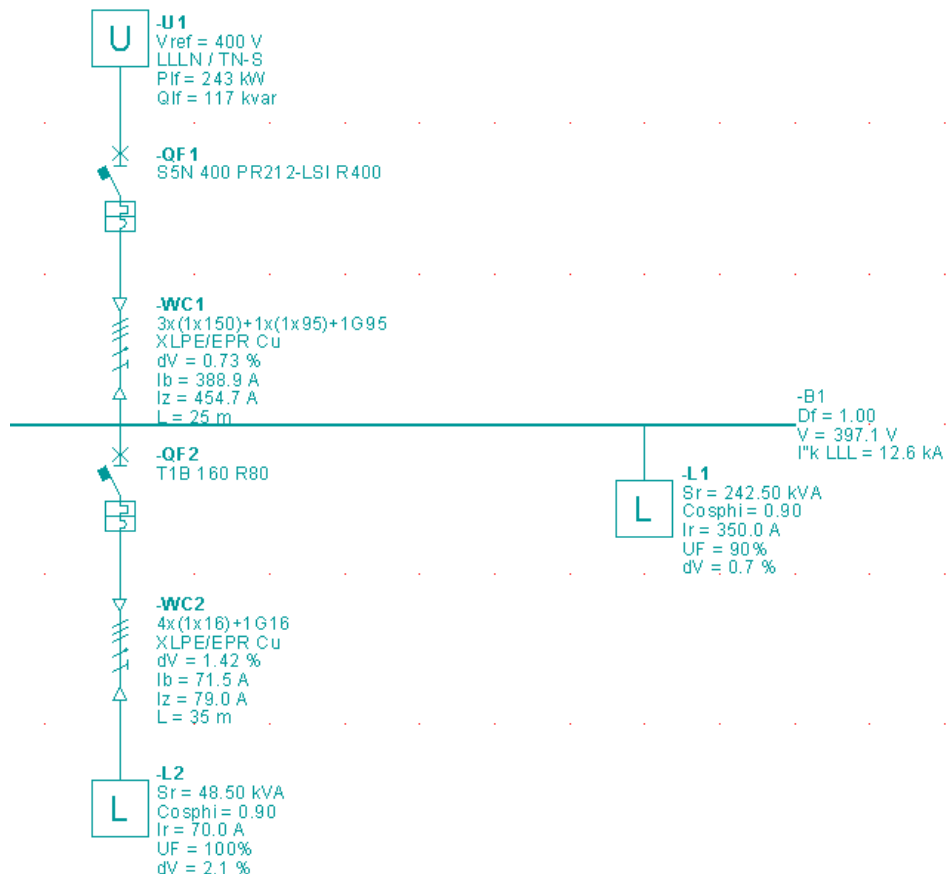 U
-U1
Vref = 400 V
LLLN / TN-S
Plf = 243 kW
Qlf = 117 kvar
-QF1
S5N 400 PR212-LSI R400
-WC1
3x(1x150)+1x(1x95)+1G95
XLPE/EPR Cu
dV = 0.73 %
Ib = 388.9 A
Iz = 454.7 A
L = 25 m
-B1
Df = 1.00
V = 397.1 V
I"k LLL = 12.6 kA
-QF2
T1B 160 R80
L
-L1
Sr = 242.50 kVA
Cosphi = 0.90
Ir = 350.0 A
UF = 90%
dV = 0.7 %
-WC2
4x(1x16)+1G16
XLPE/EPR Cu
dV = 1.42 %
Ib = 71.5 A
Iz = 79.0 A
L = 35 m
L
-L2
Sr = 48.50 kVA
Cosphi = 0.90
Ir = 70.0 A
UF = 100%
dV = 2.1 %